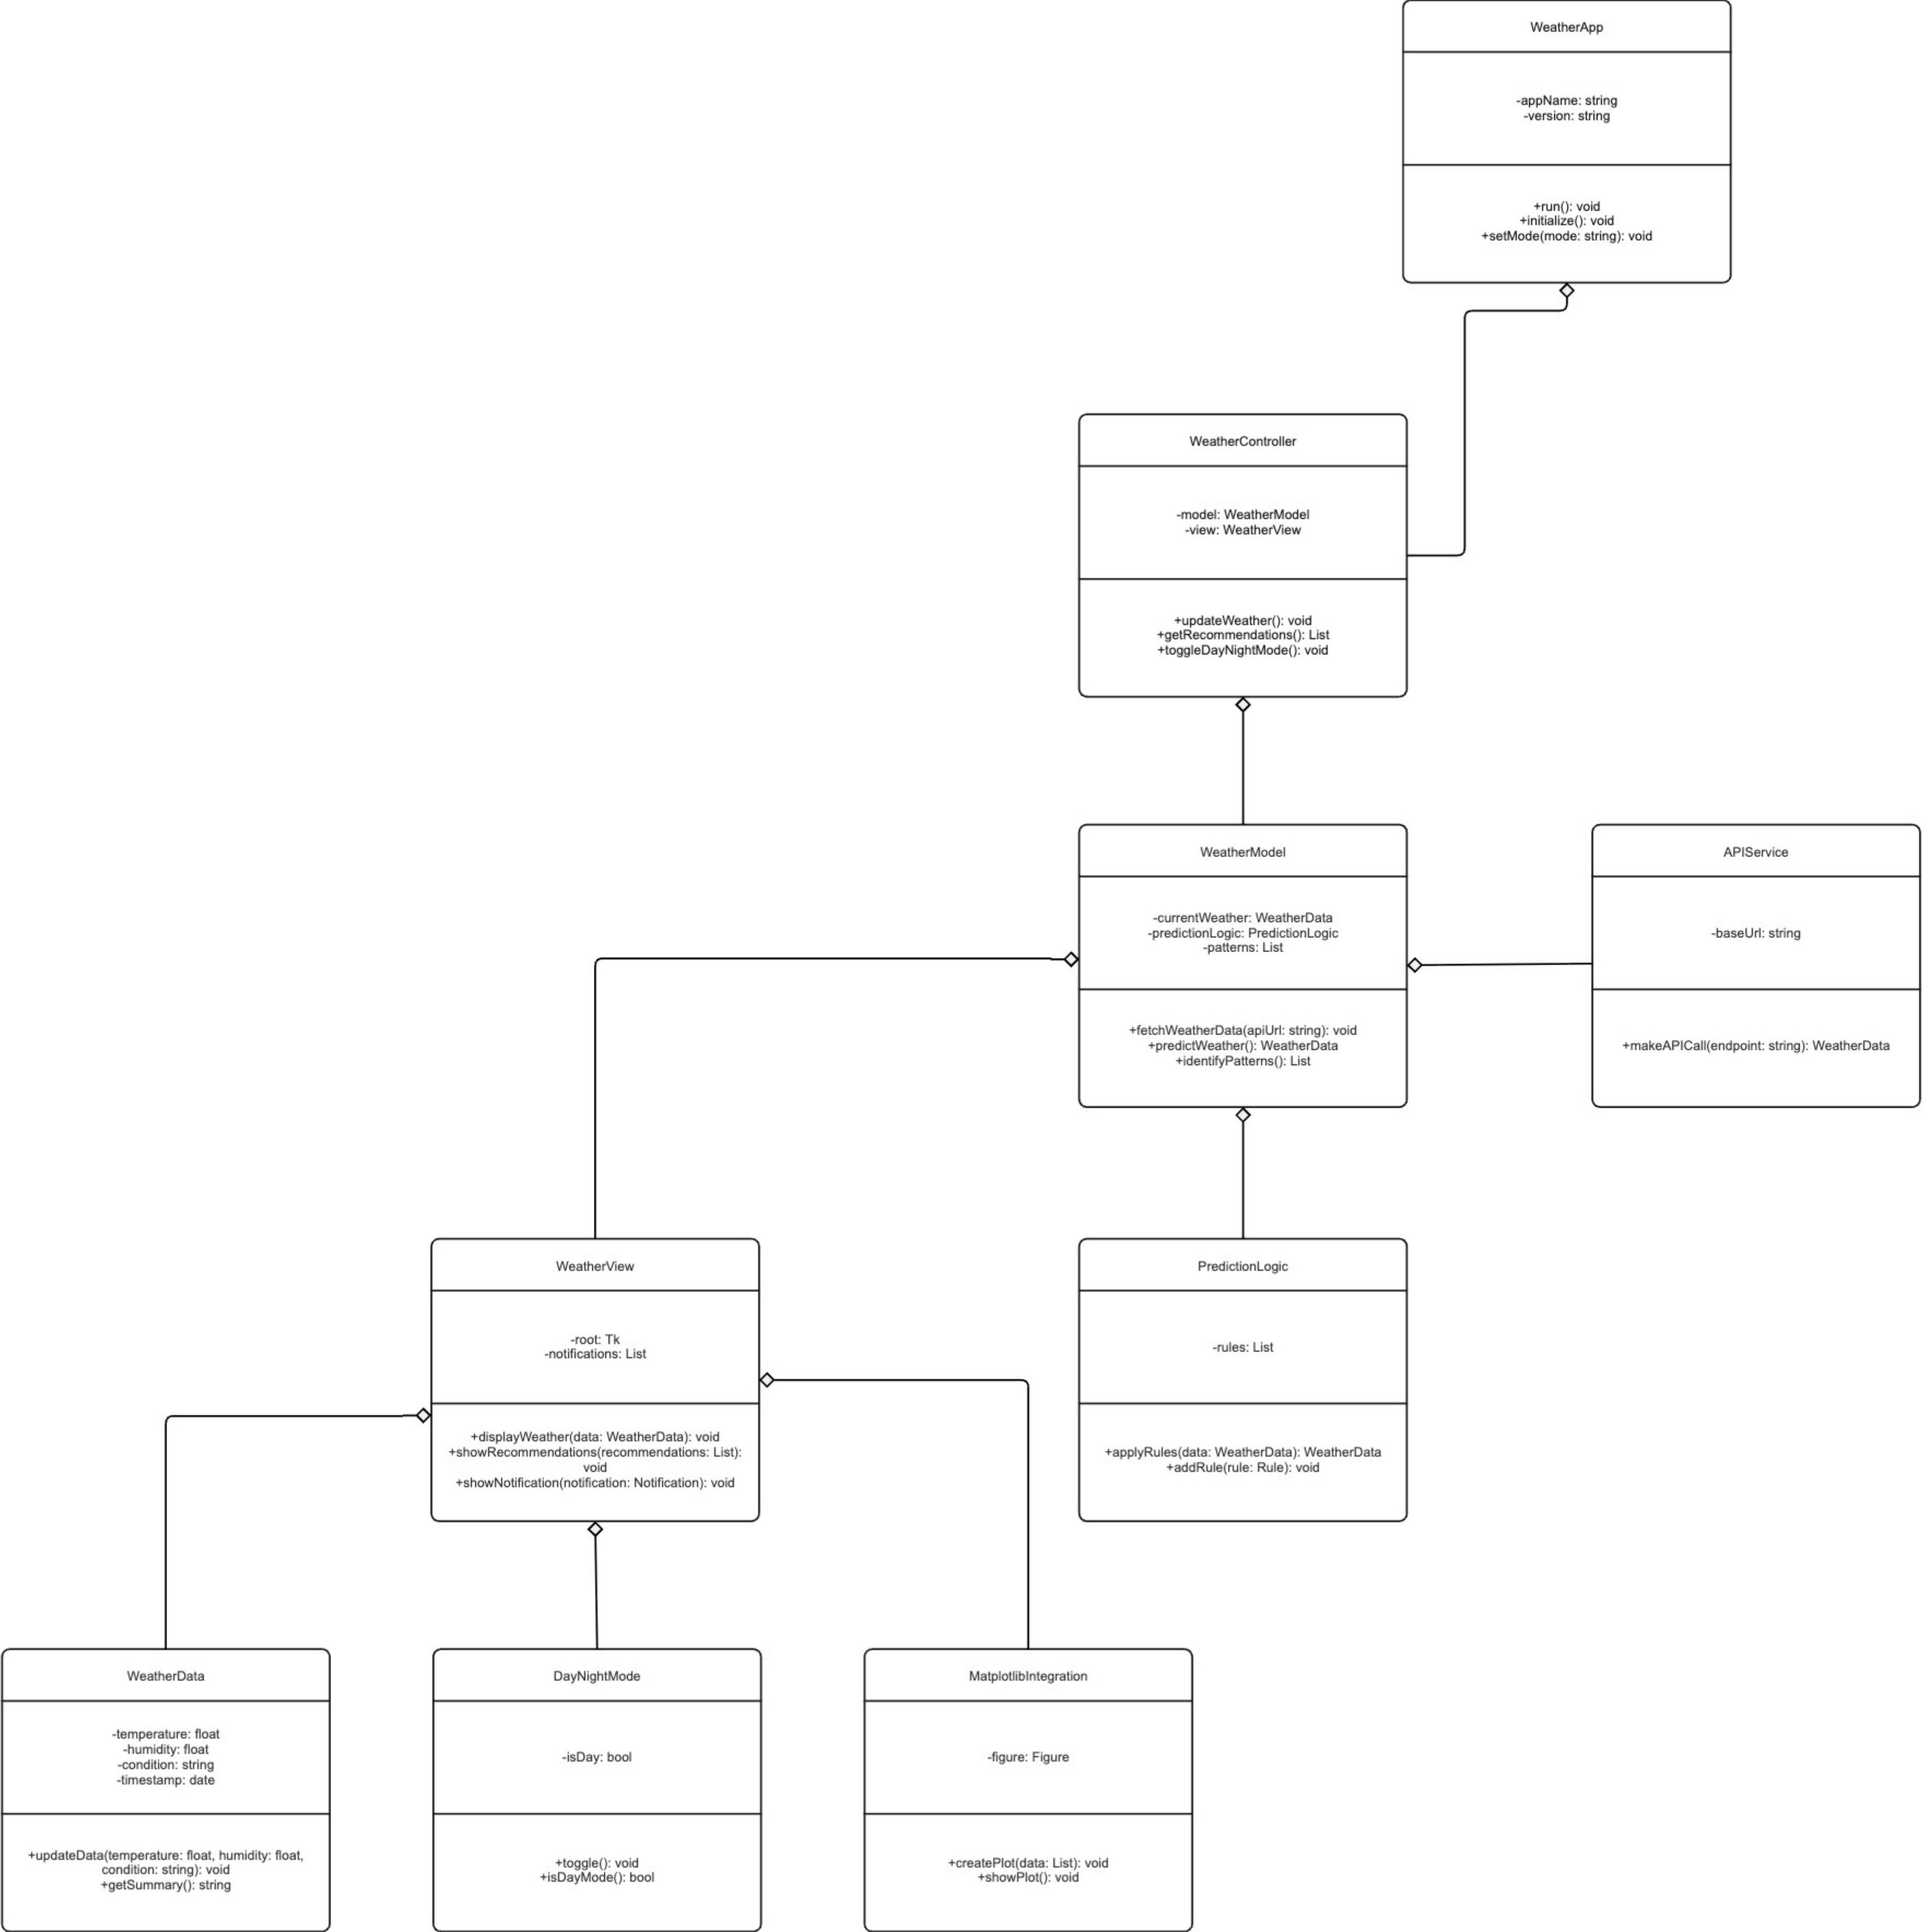 WeatherApp
-appName: string
-version: string
+run(): void
+initialize(): void
+setMode(mode: string): void
WeatherController
-model: WeatherModel
-view: WeatherView
+updateWeather(): void
+getRecommendations(): List
+toggleDayNightMode(): void
WeatherModel
-currentWeather: WeatherData
-predictionLogic: PredictionLogic
-patterns: List
+fetchWeatherData(apiUrl: string): void
+predictWeather(): WeatherData
+identifyPatterns(): List
APIService
-baseUrl: string
+makeAPICall(endpoint: string): WeatherData
WeatherView
-root: Tk
-notifications: List
+displayWeather(data: WeatherData): void
+showRecommendations(recommendations: List):
void
+showNotification(notification: Notification): void
PredictionLogic
-rules: List
+applyRules(data: WeatherData): WeatherData
+addRule(rule: Rule): void
WeatherData
-temperature: float
-humidity: float
-condition: string
-timestamp: date
+updateData(temperature: float, humidity: float,
condition: string): void
+getSummary(): string
DayNightMode
-isDay: bool
+toggle(): void
+isDayMode(): bool
MatplotlibIntegration
-figure: Figure
+createPlot(data: List): void
+showPlot(): void